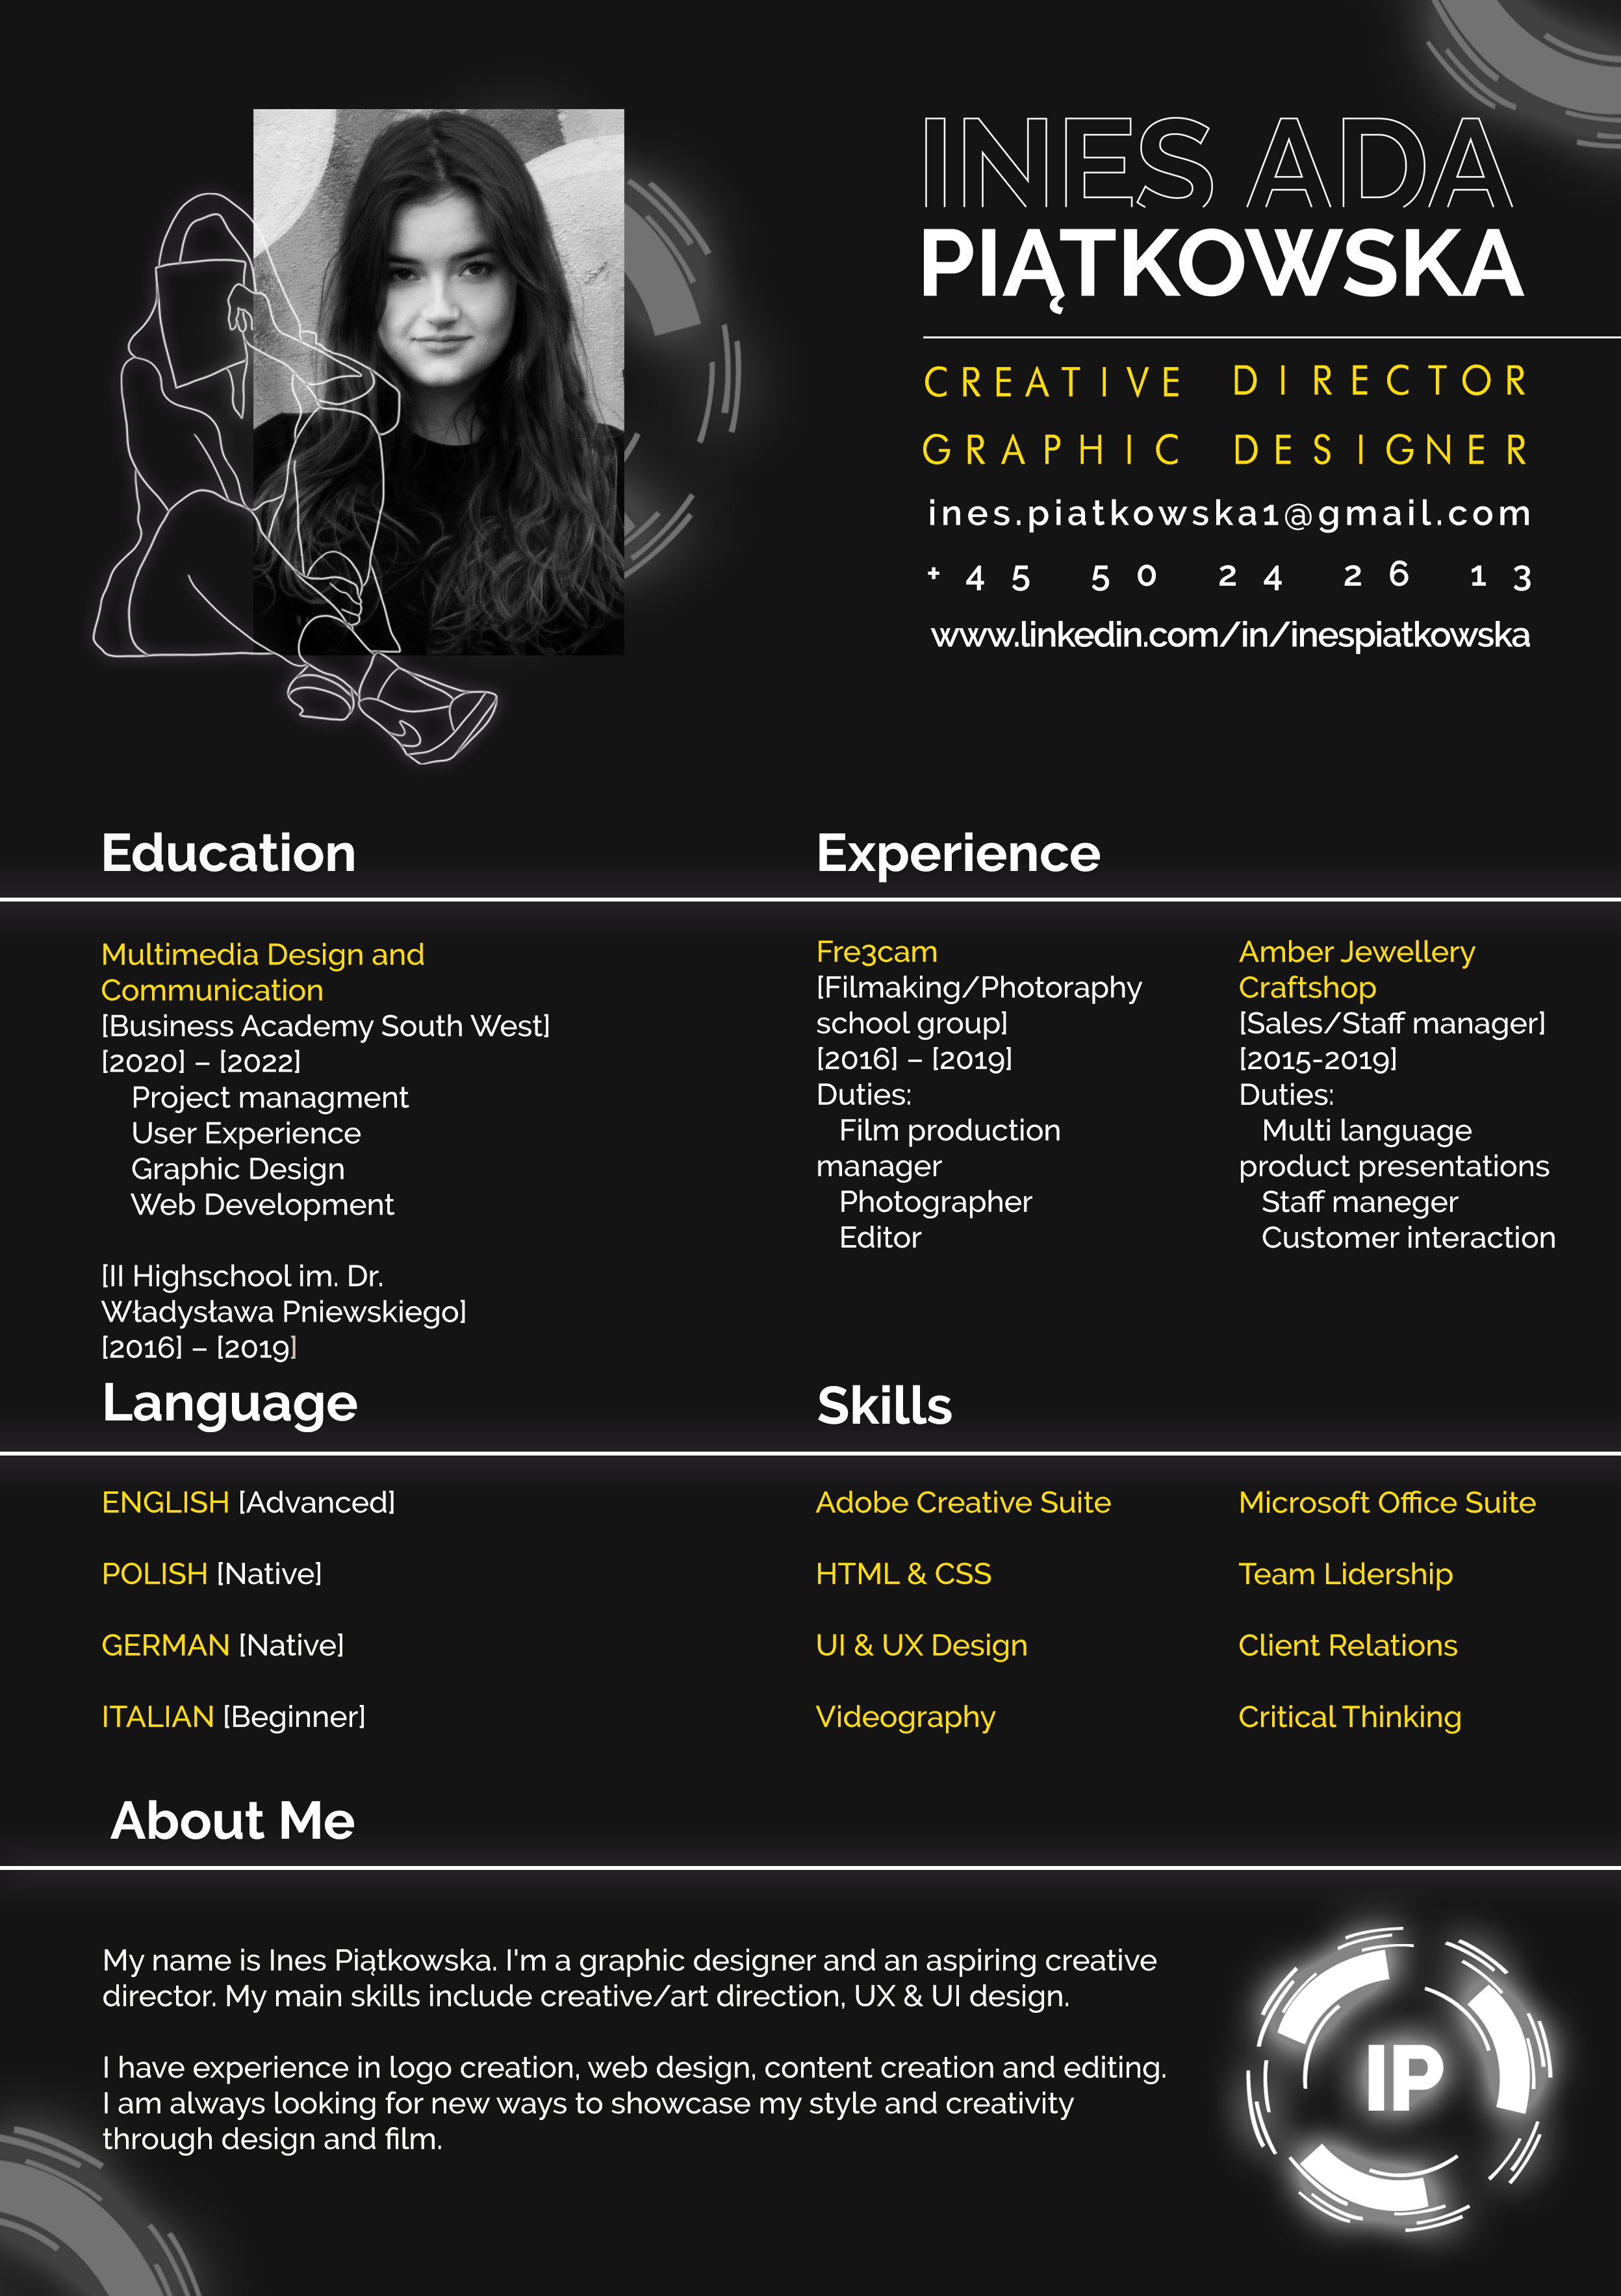 INES ADA
PIĄTKOWSKA
CREATIVE DIRECTOR
GRAPHIC DESIGNER
ines.piatkowska1@gmail.com
+45 50 24 26 13
www.linkedin.com/in/inespiatkowska
Education
Multimedia Design and
Communication
[Business Academy South West]
[2020] – [2022]
Project managment
User Experience
Graphic Design
Web Development
[II Highschool im. Dr.
Władysława Pniewskiego]
[2016] – [2019]
Experience
Fre3cam
[Filmaking/Photoraphy
school group]
[2016] – [2019]
Duties:
Film production
manager
Photographer
Editor
Amber Jewellery
Craftshop
[Sales/Staff manager]
[2015-2019]
Duties:
Multi language
product presentations
Staff maneger
Customer interaction
Language
ENGLISH [Advanced]
POLISH [Native]
GERMAN [Native]
ITALIAN [Beginner]
Skills
Adobe Creative Suite
HTML & CSS
UI & UX Design
Videography
Microsoft Office Suite
Team Lidership
Client Relations
Critical Thinking
About Me
My name is Ines Piątkowska. I'm a graphic designer and an aspiring creative
director. My main skills include creative/art direction, UX & UI design.
I have experience in logo creation, web design, content creation and editing.
I am always looking for new ways to showcase my style and creativity
through design and film.
IP